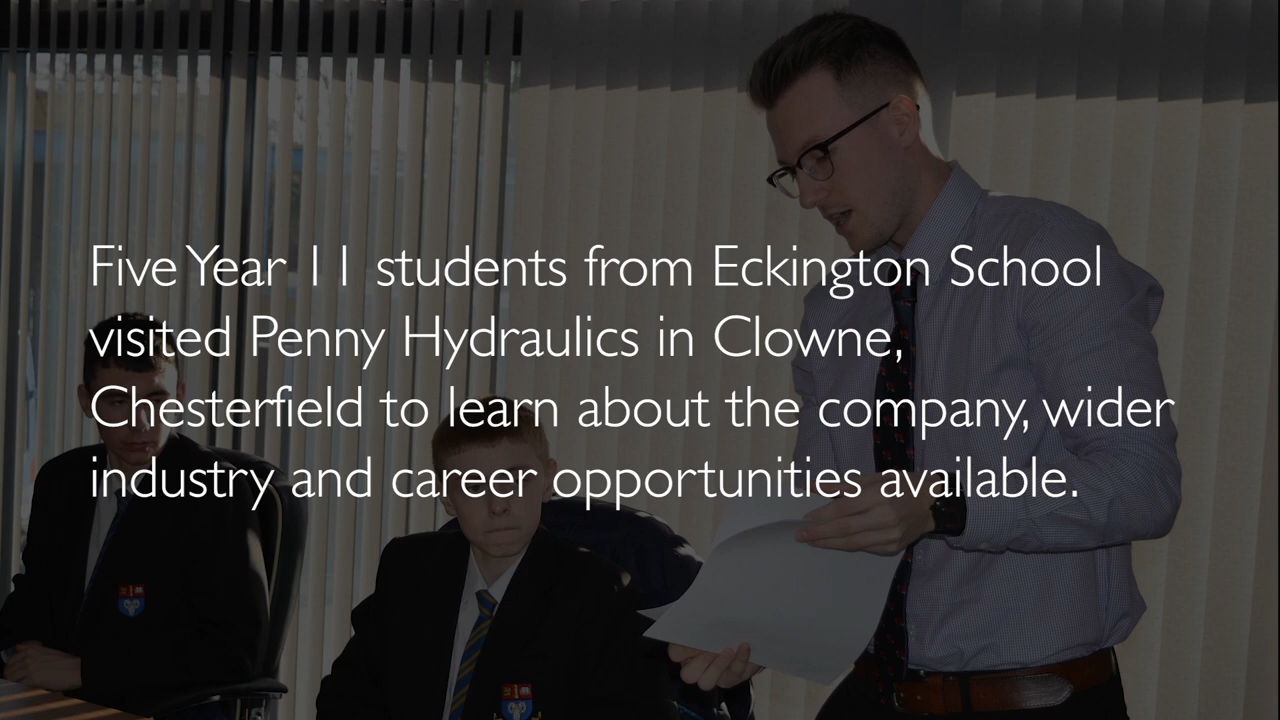 Five Year 11 students from Eckington School
visited Penny Hydraulics in Clowne,
Chesterfield to learn about the company, wider
industry and career opportunities available.